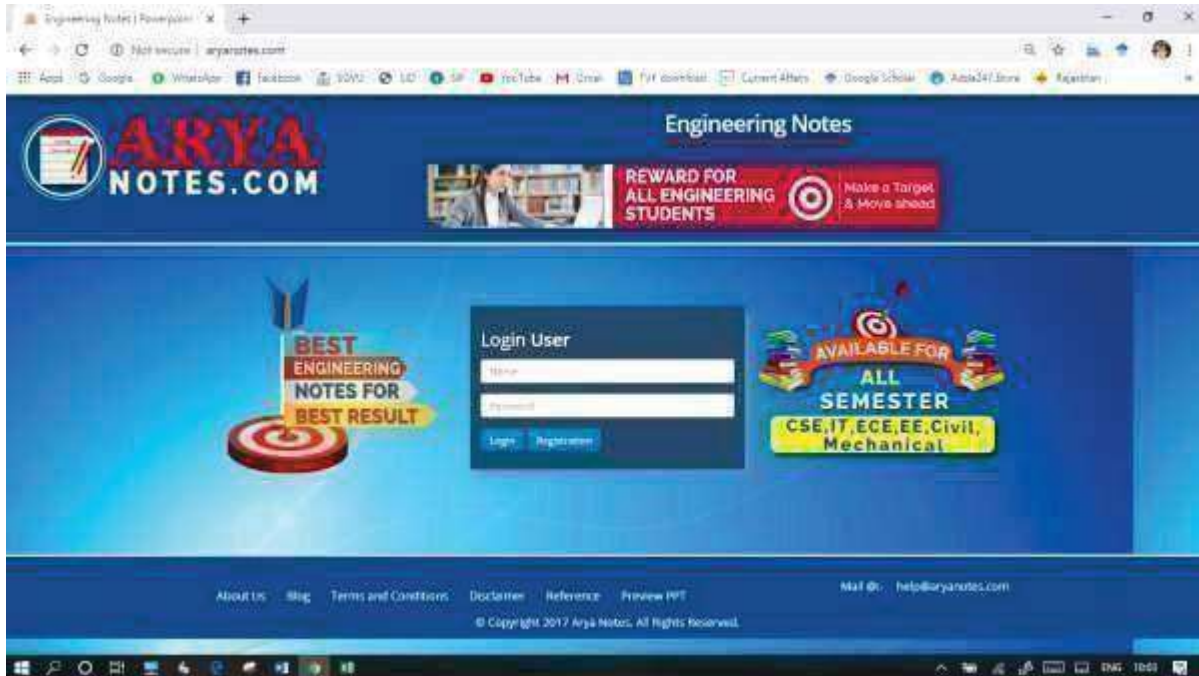 Engineering Notes | Powerpoint
Not secure | aryanotes.com
Apps Google WhatsApp facebook YouTube Gmail Current Affairs Google Scholar
ARYA
NOTES.COM
Engineering Notes
REWARD FOR
ALL ENGINEERING
STUDENTS
Make a Target
& Move ahead
BEST
ENGINEERING
NOTES FOR
BEST RESULT
Login User
Name
Password
Login Registration
AVAILABLE FOR
ALL
SEMESTER
CSE,IT,ECE,EE,Civil,
Mechanical
About Us Blog Terms and Conditions Disclaimer Reference Preview PPT
Mail @:- help@aryanotes.com
© Copyright 2017 Arya Notes. All Rights Reserved.
ENG 10:03